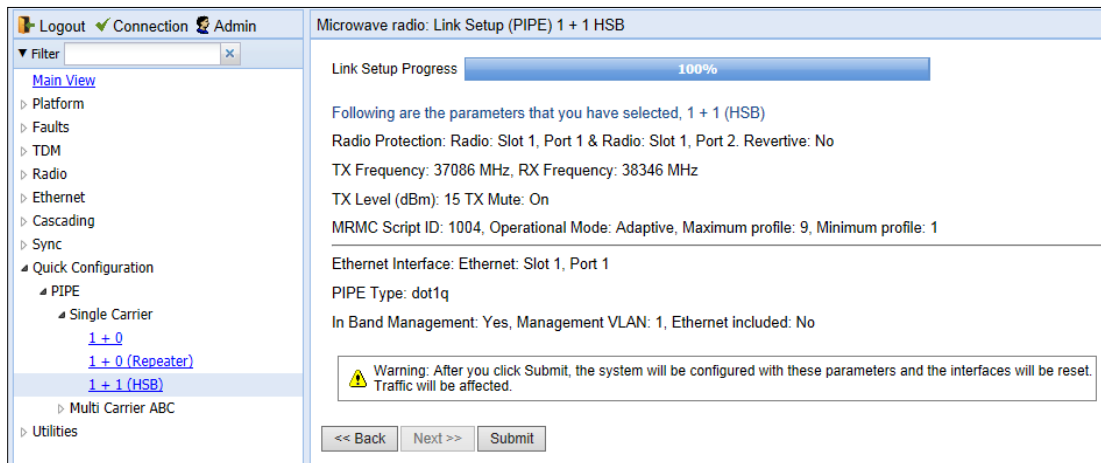 Logout Connection Admin
Filter
Main View
Platform
Faults
TDM
Radio
Ethernet
Cascading
Sync
Quick Configuration
PIPE
Single Carrier
1 + 0
1 + 0 (Repeater)
1 + 1 (HSB)
Multi Carrier ABC
Utilities
Microwave radio: Link Setup (PIPE) 1 + 1 HSB
Link Setup Progress 100%
Following are the parameters that you have selected, 1 + 1 (HSB)
Radio Protection: Radio: Slot 1, Port 1 & Radio: Slot 1, Port 2. Revertive: No
TX Frequency: 37086 MHz, RX Frequency: 38346 MHz
TX Level (dBm): 15 TX Mute: On
MRMC Script ID: 1004, Operational Mode: Adaptive, Maximum profile: 9, Minimum profile: 1
Ethernet Interface: Ethernet: Slot 1, Port 1
PIPE Type: dot1q
In Band Management: Yes, Management VLAN: 1, Ethernet included: No
Warning: After you click Submit, the system will be configured with these parameters and the interfaces will be reset.
Traffic will be affected.
<< Back Next >> Submit